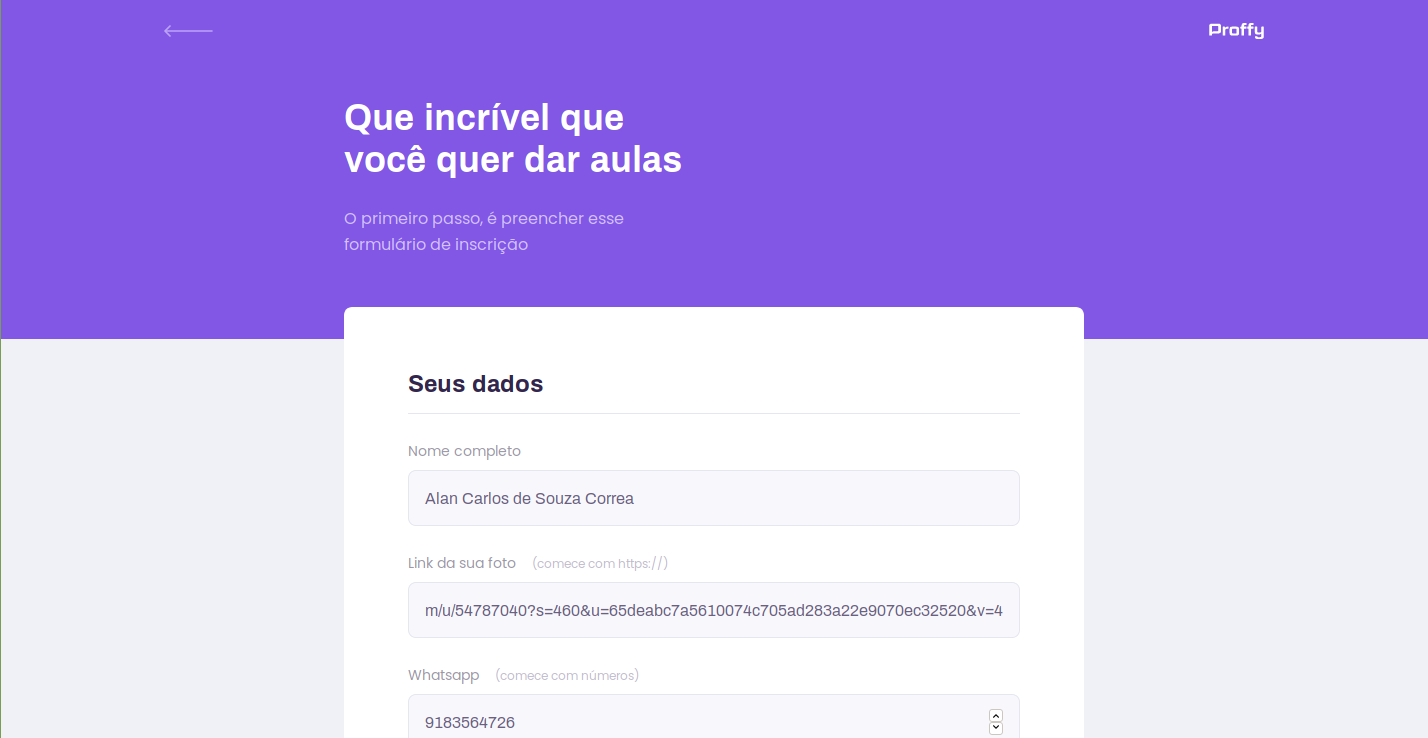 Proffy
Que incrível que
você quer dar aulas
O primeiro passo, é preencher esse
formulário de inscrição
Seus dados
Nome completo
Alan Carlos de Souza Correa
Link da sua foto (comece com https://)
m/u/54787040?s=460&u=65deabc7a5610074c705ad283a22e9070ec32520&v=4
Whatsapp (comece com números)
9183564726